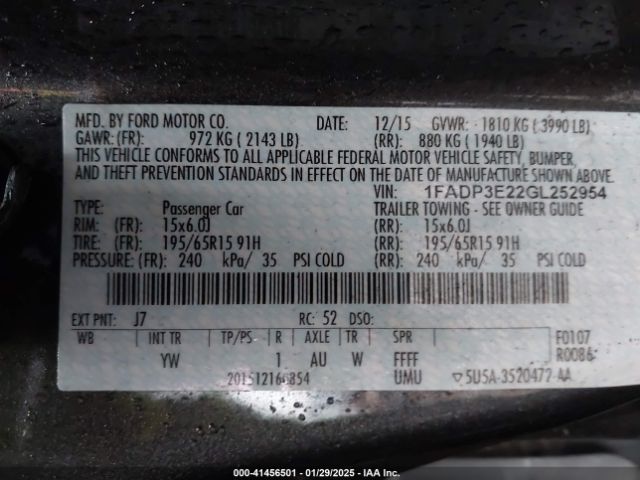 MFD. BY FORD MOTOR CO. DATE: 12/15 GVWR: 1810 KG ( 3990 LB)
GAWR: (FR): 972 KG ( 2143 LB) (RR): 880 KG ( 1940 LB)
THIS VEHICLE CONFORMS TO ALL APPLICABLE FEDERAL MOTOR VEHICLE SAFETY, BUMPER,
AND THEFT PREVENTION STANDARDS IN EFFECT ON THE DATE OF MANUFACTURE SHOWN ABOVE.
VIN: 1FADP3E22GL252954
TYPE: Passenger Car TRAILER TOWING - SEE OWNER GUIDE
RIM: (FR): 15x6.0J (RR): 15x6.0J
TIRE: (FR): 195/65R15 91H (RR): 195/65R15 91H
PRESSURE: (FR): 240 kPa/ 35 PSI COLD (RR): 240 kPa/ 35 PSI COLD
EXT PNT: J7 RC: 52 DSO:
WB INT TR TP/PS R AXLE TR SPR F0107
YW 1 AU W FFFF R0086
201512160854 UMU ▽5U5A-3520472-AA
000-41456501 - 01/29/2025 - IAA Inc.